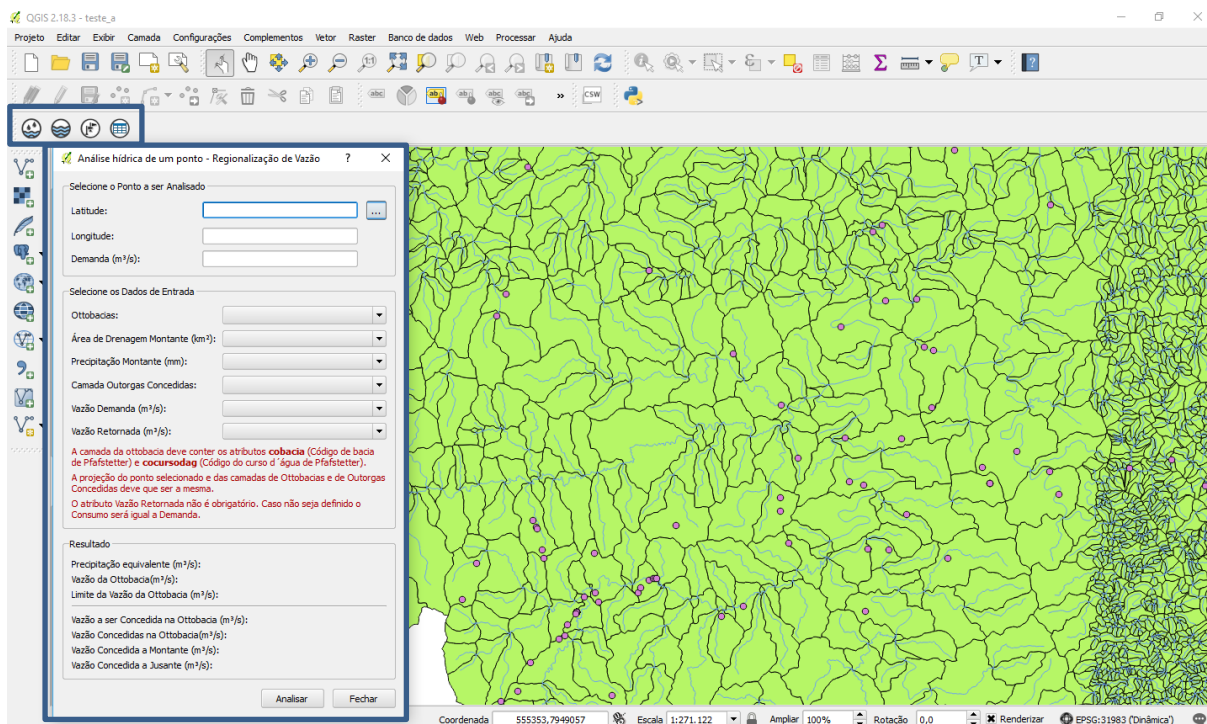 QGIS 2.18.3 - teste_a
Projeto Editar Exibir Camada Configurações Complementos Vetor Raster Banco de dados Web Processar Ajuda
1:1
T
?
abc abc abc abc abc » CSW
Análise hídrica de um ponto - Regionalização de Vazão ?
Selecione o Ponto a ser Analisado
Latitude: ...
Longitude:
Demanda (m³/s):
Selecione os Dados de Entrada
Ottobacias:
Área de Drenagem Montante (km²):
Precipitação Montante (mm):
Camada Outorgas Concedidas:
Vazão Demanda (m³/s):
Vazão Retornada (m³/s):
A camada da ottobacia deve conter os atributos cobacia (Código de bacia
de Pfafstetter) e cocursodag (Código do curso d´água de Pfafstetter).
A projeção do ponto selecionado e das camadas de Ottobacias e de Outorgas
Concedidas deve que ser a mesma.
O atributo Vazão Retornada não é obrigatório. Caso não seja definido o
Consumo será igual a Demanda.
Resultado
Precipitação equivalente (m³/s):
Vazão da Ottobacia(m³/s):
Limite da Vazão da Ottobacia (m³/s):
Vazão a ser Concedida na Ottobacia (m³/s):
Vazão Concedidas na Ottobacia(m³/s):
Vazão Concedida a Montante (m³/s):
Vazão Concedida a Jusante (m³/s):
Analisar Fechar
Coordenada 555353,7949057 Escala 1:271.122 Ampliar 100% Rotação 0,0 Renderizar EPSG:31983 (Dinâmica')